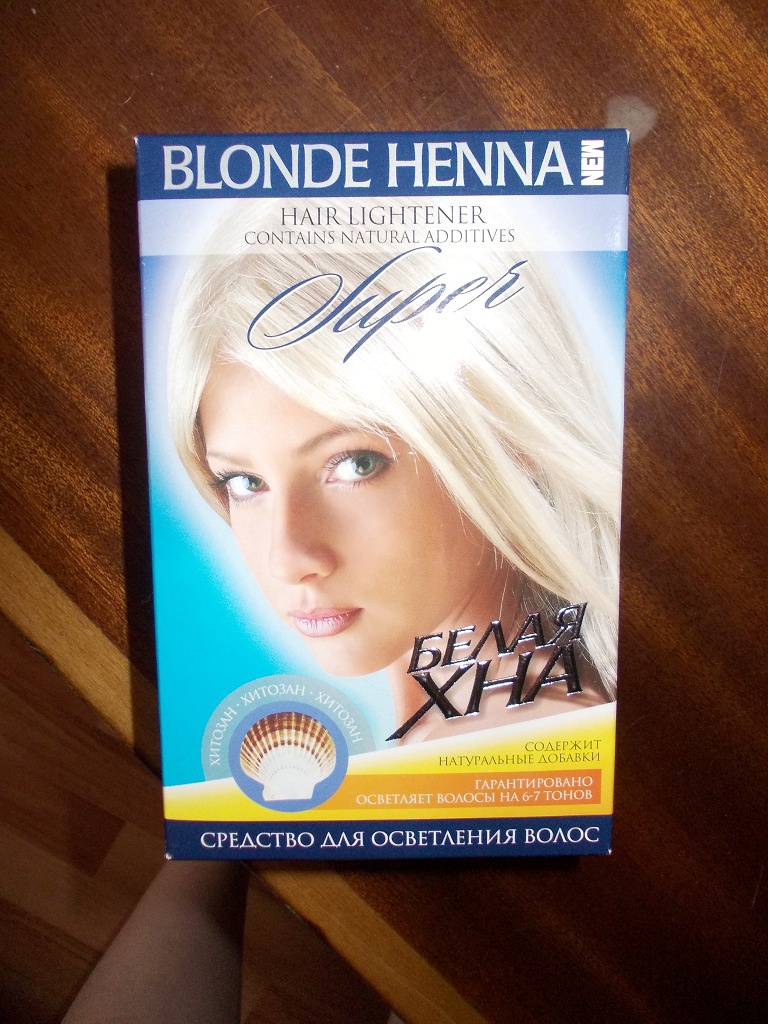 BLONDE HENNA NEW
HAIR LIGHTENER
CONTAINS NATURAL ADDITIVES
Super
БЕЛАЯ
ХНА
ХИТОЗАН · ХИТОЗАН · ХИТОЗАН
СОДЕРЖИТ
НАТУРАЛЬНЫЕ ДОБАВКИ
ГАРАНТИРОВАНО
ОСВЕТЛЯЕТ ВОЛОСЫ НА 6-7 ТОНОВ
СРЕДСТВО ДЛЯ ОСВЕТЛЕНИЯ ВОЛОС